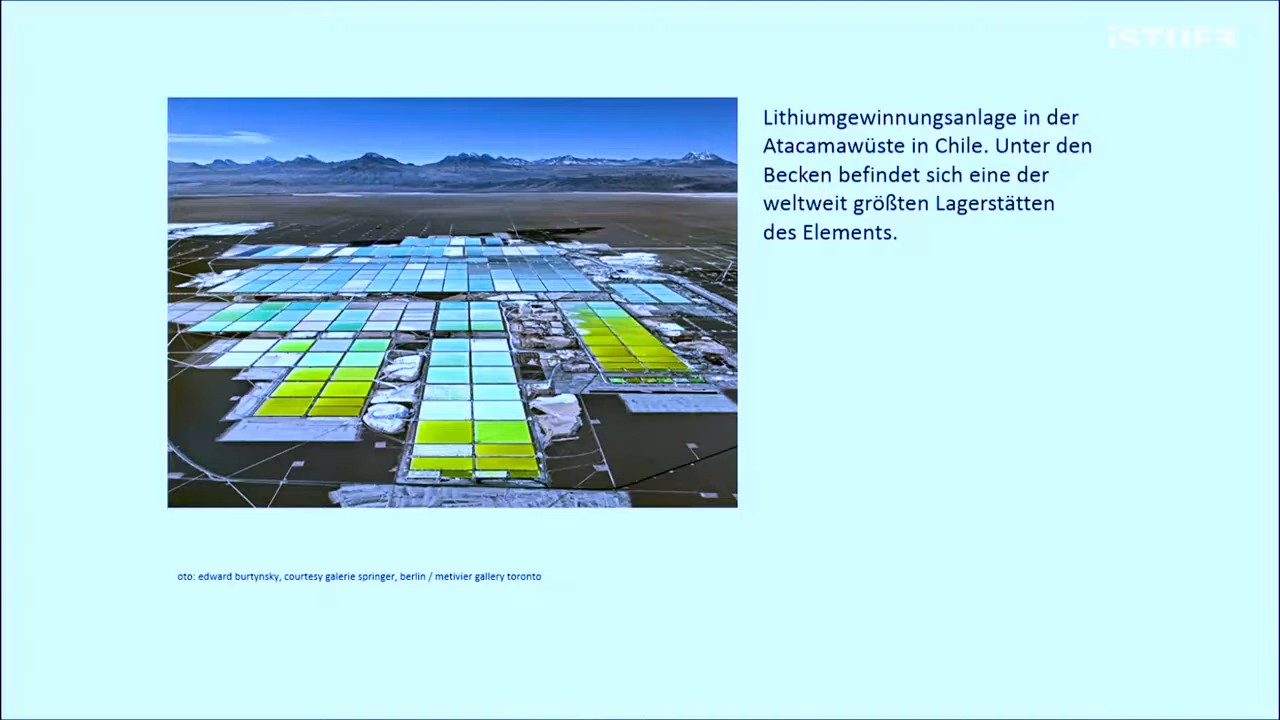 iSTUFE
Lithiumgewinnungsanlage in der
Atacamawüste in Chile. Unter den
Becken befindet sich eine der
weltweit größten Lagerstätten
des Elements.
oto: edward burtynsky, courtesy galerie springer, berlin / metivier gallery toronto